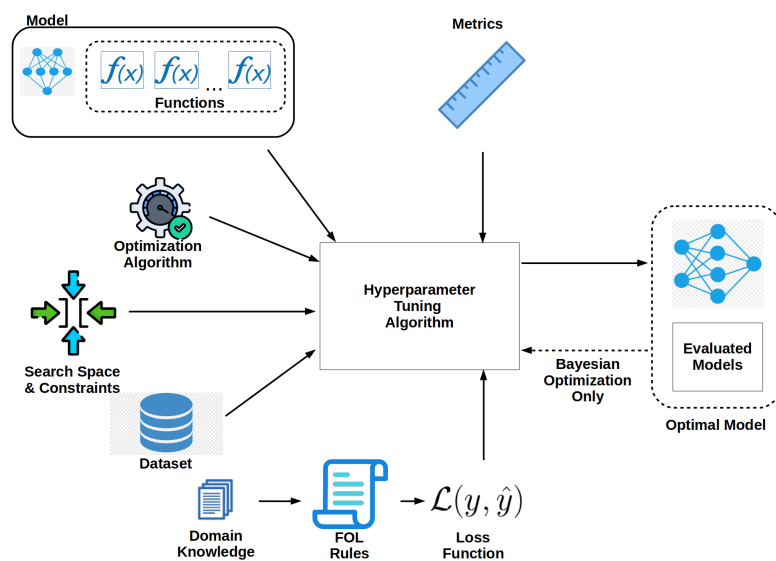 Model
Metrics
f(x) f(x) ... f(x)
Functions
Optimization
Algorithm
Hyperparameter
Tuning
Algorithm
Search Space
& Constraints
Evaluated
Models
Bayesian
Optimization
Only
Optimal Model
Dataset
Domain
Knowledge
FOL
Rules
ℒ(y, ŷ)
Loss
Function